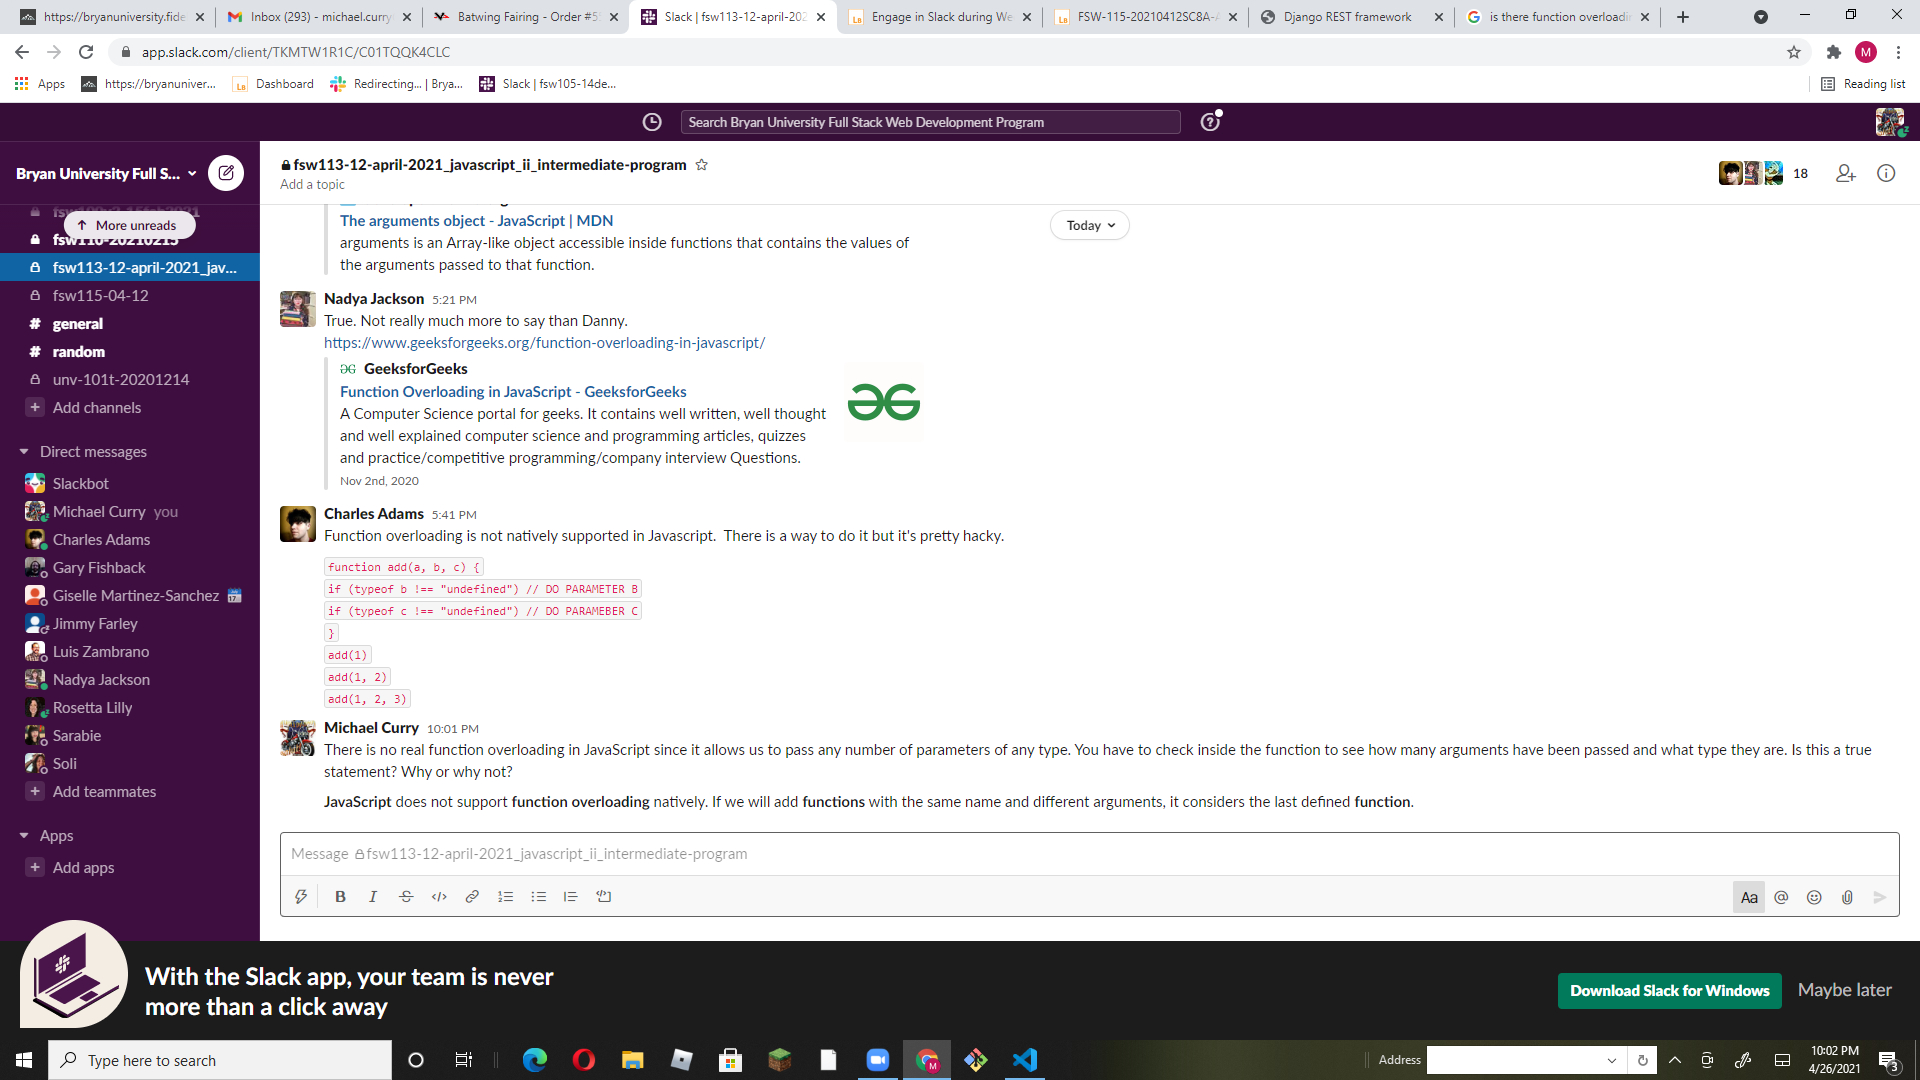 https://bryanuniversity.fide
Inbox (293) - michael.curry
Batwing Fairing - Order #5
Slack | fsw113-12-april-202
Engage in Slack during We
FSW-115-20210412SC8A-A
Django REST framework
is there function overloadin
app.slack.com/client/TKMTW1R1C/C01TQQK4CLC
M
Apps
https://bryanuniver...
Dashboard
Redirecting... | Brya...
Slack | fsw105-14de...
Reading list
Search Bryan University Full Stack Web Development Program
Bryan University Full S...
More unreads
fsw110-20210215
fsw113-12-april-2021_jav...
fsw115-04-12
# general
# random
unv-101t-20201214
+ Add channels
Direct messages
Slackbot
Michael Curry you
Charles Adams
Gary Fishback
Giselle Martinez-Sanchez
Jimmy Farley
Luis Zambrano
Nadya Jackson
Rosetta Lilly
Sarabie
Soli
+ Add teammates
Apps
+ Add apps
fsw113-12-april-2021_javascript_ii_intermediate-program
Add a topic
18
Today
The arguments object - JavaScript | MDN
arguments is an Array-like object accessible inside functions that contains the values of
the arguments passed to that function.
Nadya Jackson 5:21 PM
True. Not really much more to say than Danny.
https://www.geeksforgeeks.org/function-overloading-in-javascript/
GeeksforGeeks
Function Overloading in JavaScript - GeeksforGeeks
A Computer Science portal for geeks. It contains well written, well thought
and well explained computer science and programming articles, quizzes
and practice/competitive programming/company interview Questions.
Nov 2nd, 2020
Charles Adams 5:41 PM
Function overloading is not natively supported in Javascript. There is a way to do it but it's pretty hacky.
function add(a, b, c) {
if (typeof b !== "undefined") // DO PARAMETER B
if (typeof c !== "undefined") // DO PARAMEBER C
}
add(1)
add(1, 2)
add(1, 2, 3)
Michael Curry 10:01 PM
There is no real function overloading in JavaScript since it allows us to pass any number of parameters of any type. You have to check inside the function to see how many arguments have been passed and what type they are. Is this a true
statement? Why or why not?
JavaScript does not support function overloading natively. If we will add functions with the same name and different arguments, it considers the last defined function.
Message fsw113-12-april-2021_javascript_ii_intermediate-program
B I S </>
Aa @
With the Slack app, your team is never
more than a click away
Download Slack for Windows
Maybe later
Type here to search
Address
10:02 PM
4/26/2021
3